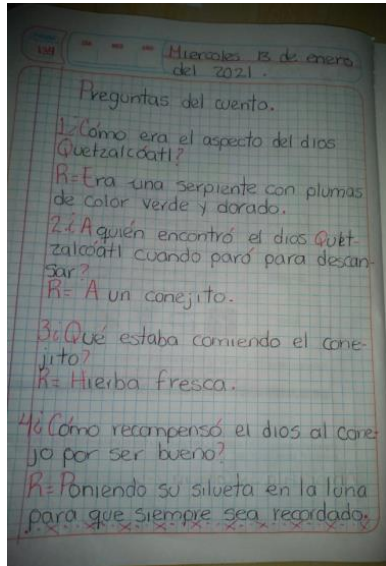 Miercoles 13 de enero
del 2021.
Preguntas del cuento.
1¿Cómo era el aspecto del dios
Quetzalcóatl?
R=Era una serpiente con plumas
de color verde y dorado.
2¿A quién encontró el dios Quet-
zalcóatl cuando paró para descan-
sar?
R= A un conejito.
3¿Qué estaba comiendo el cone-
jito?
R= Hierba fresca.
4¿Cómo recompensó el dios al cone-
jo por ser bueno?
R=Poniendo su silueta en la luna
para que siempre sea recordado.